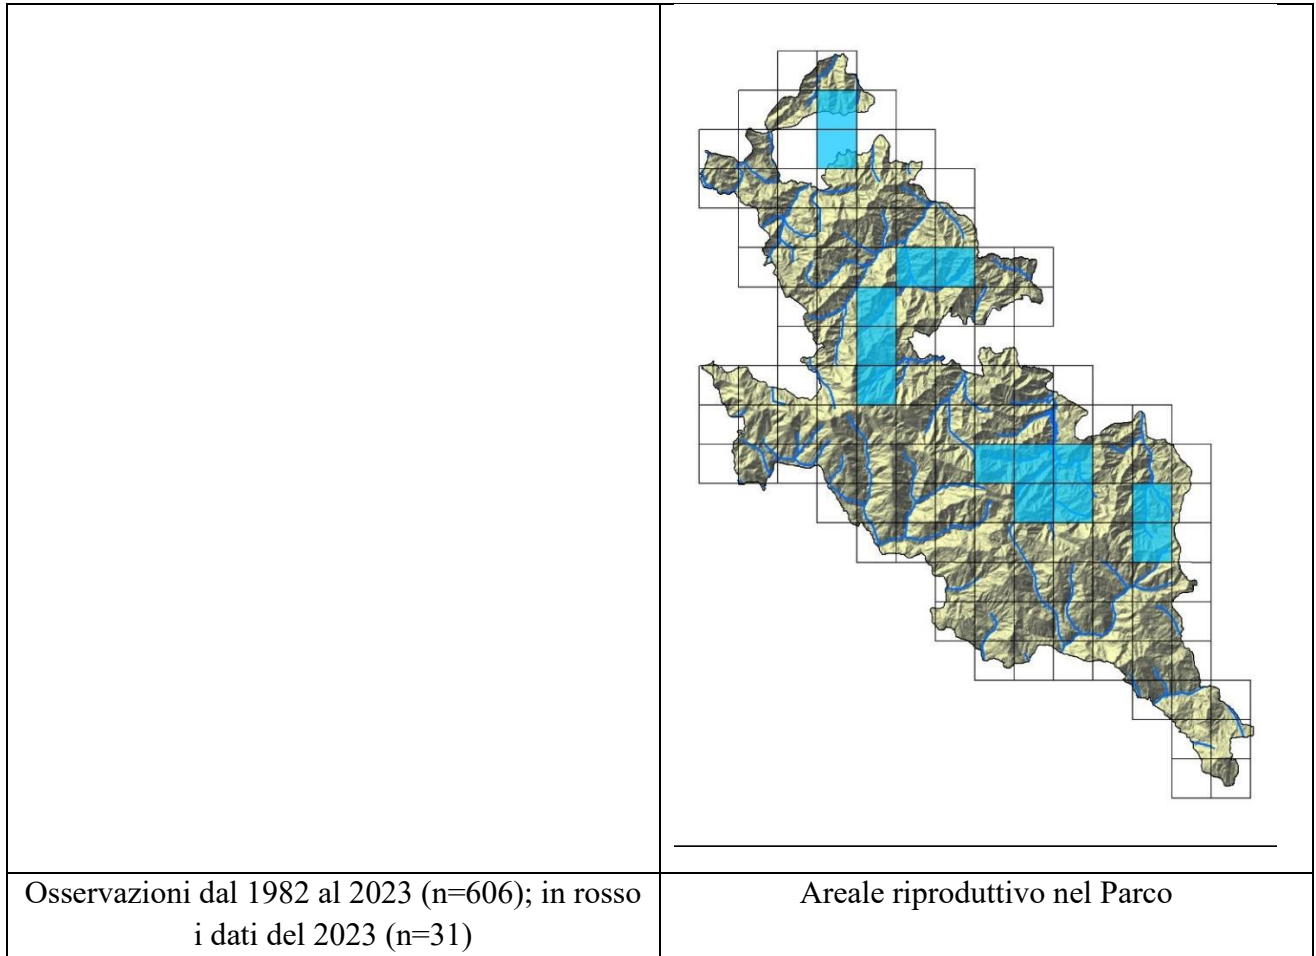 Osservazioni dal 1982 al 2023 (n=606); in rosso
i dati del 2023 (n=31)
Areale riproduttivo nel Parco